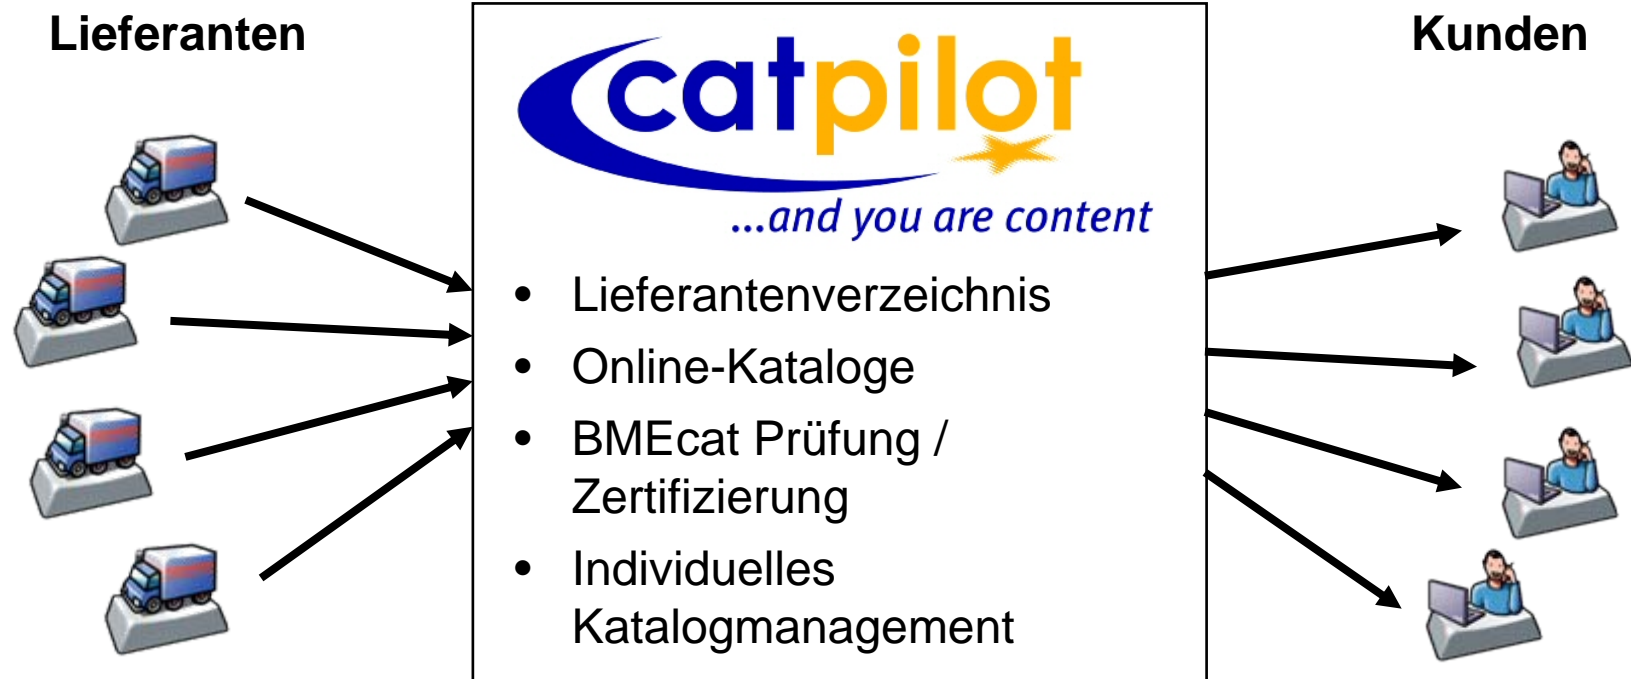 Lieferanten
Kunden
catpilot
...and you are content
• Lieferantenverzeichnis
• Online-Kataloge
• BMEcat Prüfung /
Zertifizierung
• Individuelles
Katalogmanagement